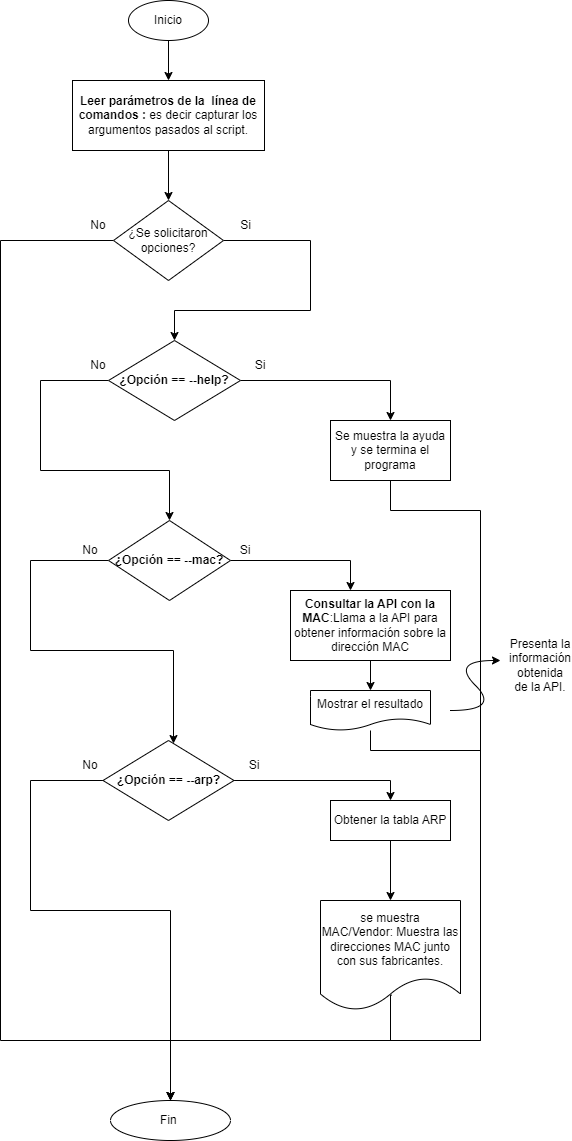 Inicio
Leer parámetros de la línea de
comandos : es decir capturar los
argumentos pasados al script.
No
Si
¿Se solicitaron
opciones?
No
Si
¿Opción == --help?
Se muestra la ayuda
y se termina el
programa
No
Si
¿Opción == --mac?
Consultar la API con la
MAC:Llama a la API para
obtener información sobre la
dirección MAC
Presenta la
información
obtenida
de la API.
Mostrar el resultado
No
Si
¿Opción == --arp?
Obtener la tabla ARP
se muestra
MAC/Vendor: Muestra las
direcciones MAC junto
con sus fabricantes.
Fin